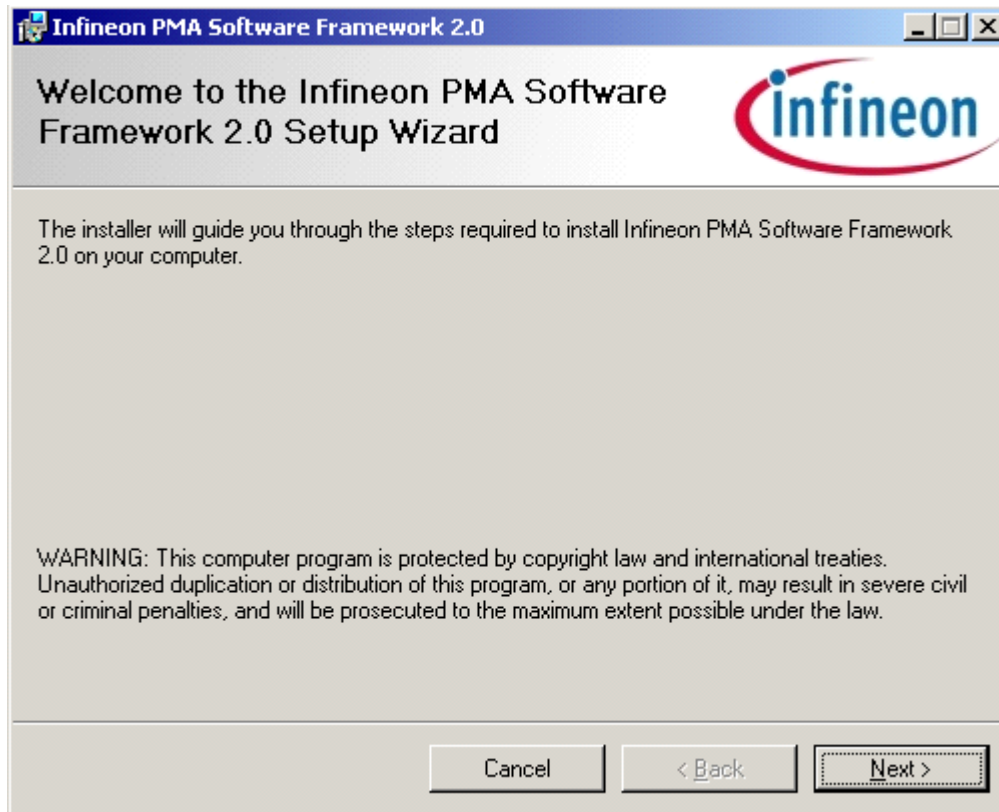 Infineon PMA Software Framework 2.0
Welcome to the Infineon PMA Software
Framework 2.0 Setup Wizard
infineon
The installer will guide you through the steps required to install Infineon PMA Software Framework
2.0 on your computer.
WARNING: This computer program is protected by copyright law and international treaties.
Unauthorized duplication or distribution of this program, or any portion of it, may result in severe civil
or criminal penalties, and will be prosecuted to the maximum extent possible under the law.
Cancel
< Back
Next >